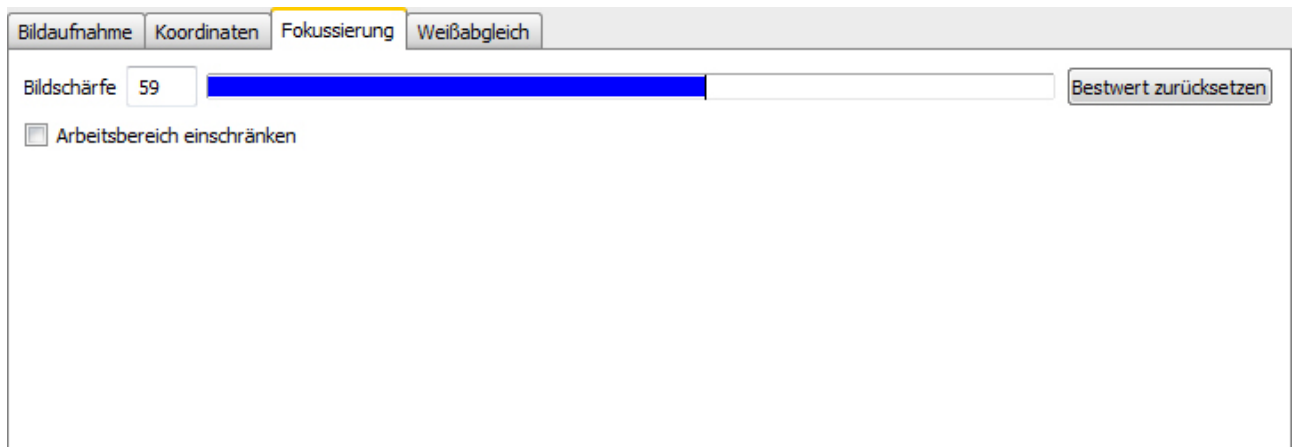 Bildaufnahme Koordinaten Fokussierung Weißabgleich
Bildschärfe 59 Bestwert zurücksetzen
Arbeitsbereich einschränken